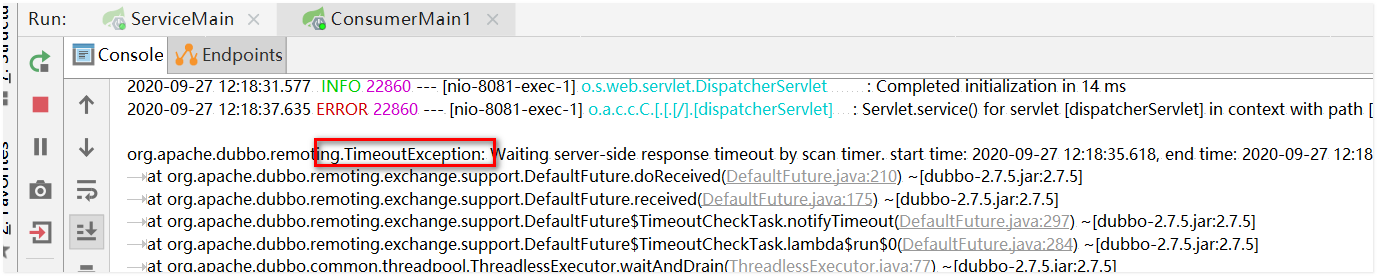 Run: ServiceMain × ConsumerMain1 ×
Console Endpoints
2020-09-27 12:18:31.577 INFO 22860 --- [nio-8081-exec-1] o.s.web.servlet.DispatcherServlet : Completed initialization in 14 ms
2020-09-27 12:18:37.635 ERROR 22860 --- [nio-8081-exec-1] o.a.c.c.C.[.[.[/].[dispatcherServlet] : Servlet.service() for servlet [dispatcherServlet] in context with path [
org.apache.dubbo.remoting.TimeoutException: Waiting server-side response timeout by scan timer. start time: 2020-09-27 12:18:35.618, end time: 2020-09-27 12:18
at org.apache.dubbo.remoting.exchange.support.DefaultFuture.doReceived(DefaultFuture.java:210) ~[dubbo-2.7.5.jar:2.7.5]
at org.apache.dubbo.remoting.exchange.support.DefaultFuture.received(DefaultFuture.java:175) ~[dubbo-2.7.5.jar:2.7.5]
at org.apache.dubbo.remoting.exchange.support.DefaultFuture$TimeoutCheckTask.notifyTimeout(DefaultFuture.java:297) ~[dubbo-2.7.5.jar:2.7.5]
at org.apache.dubbo.remoting.exchange.support.DefaultFuture$TimeoutCheckTask.lambda$run$0(DefaultFuture.java:284) ~[dubbo-2.7.5.jar:2.7.5]
at org.apache.dubbo.common.threadpool.ThreadlessExecutor.waitAndDrain(ThreadlessExecutor.java:77) ~[dubbo-2.7.5.jar:2.7.5]